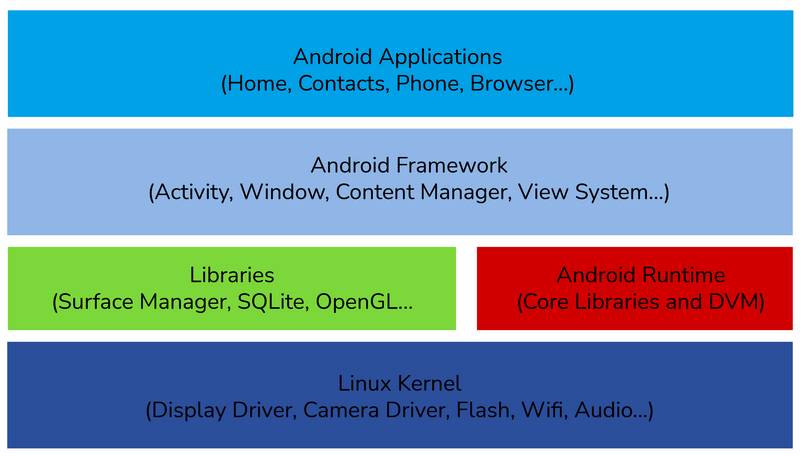 Android Applications
(Home, Contacts, Phone, Browser...)
Android Framework
(Activity, Window, Content Manager, View System...)
Libraries
(Surface Manager, SQLite, OpenGL...
Android Runtime
(Core Libraries and DVM)
Linux Kernel
(Display Driver, Camera Driver, Flash, Wifi, Audio...)